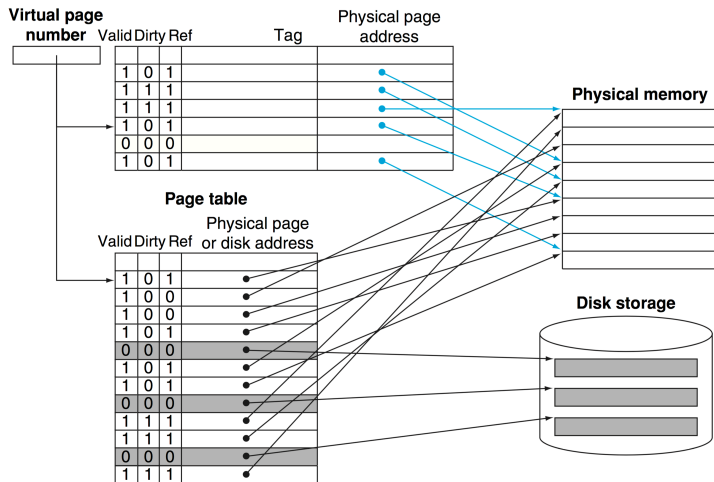 Virtual page
number
Valid Dirty Ref
Tag
Physical page
address
1 0 1
1 1 1
1 1 1
1 0 1
0 0 0
1 0 1
Physical memory
Page table
Valid Dirty Ref
Physical page
or disk address
1 0 1
1 0 0
1 0 0
1 0 1
0 0 0
1 0 1
1 0 1
0 0 0
1 1 1
1 1 1
0 0 0
1 1 1
Disk storage